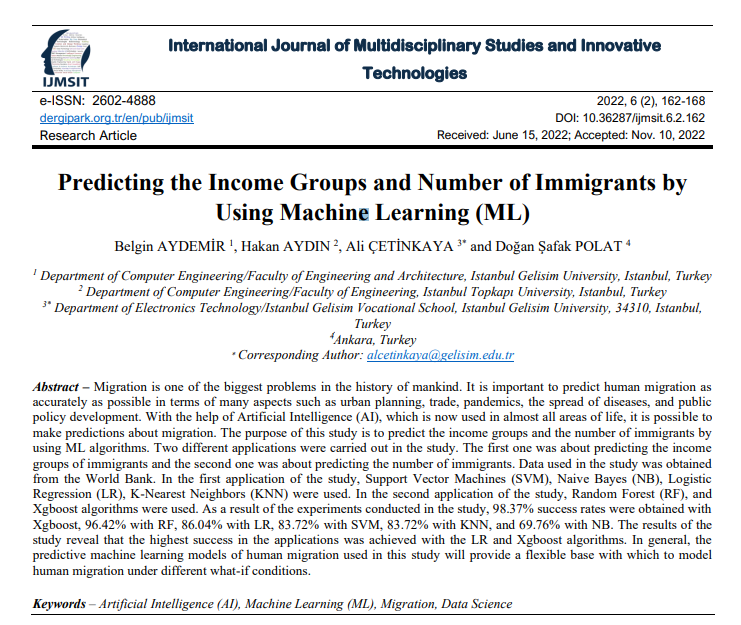 IJMSIT
International Journal of Multidisciplinary Studies and Innovative
Technologies
e-ISSN: 2602-4888
2022, 6 (2), 162-168
dergipark.org.tr/en/pub/ijmsit
DOI: 10.36287/ijmsit.6.2.162
Research Article
Received: June 15, 2022; Accepted: Nov. 10, 2022
Predicting the Income Groups and Number of Immigrants by
Using Machine Learning (ML)
Belgin AYDEMİR 1, Hakan AYDIN 2, Ali ÇETİNKAYA 3* and Doğan Şafak POLAT 4
1 Department of Computer Engineering/Faculty of Engineering and Architecture, Istanbul Gelisim University, Istanbul, Turkey
2 Department of Computer Engineering/Faculty of Engineering, Istanbul Topkapı University, Istanbul, Turkey
3* Department of Electronics Technology/Istanbul Gelisim Vocational School, Istanbul Gelisim University, 34310, Istanbul,
Turkey
4Ankara, Turkey
* Corresponding Author: alcetinkaya@gelisim.edu.tr
Abstract – Migration is one of the biggest problems in the history of mankind. It is important to predict human migration as
accurately as possible in terms of many aspects such as urban planning, trade, pandemics, the spread of diseases, and public
policy development. With the help of Artificial Intelligence (AI), which is now used in almost all areas of life, it is possible to
make predictions about migration. The purpose of this study is to predict the income groups and the number of immigrants by
using ML algorithms. Two different applications were carried out in the study. The first one was about predicting the income
groups of immigrants and the second one was about predicting the number of immigrants. Data used in the study was obtained
from the World Bank. In the first application of the study, Support Vector Machines (SVM), Naive Bayes (NB), Logistic
Regression (LR), K-Nearest Neighbors (KNN) were used. In the second application of the study, Random Forest (RF), and
Xgboost algorithms were used. As a result of the experiments conducted in the study, 98.37% success rates were obtained with
Xgboost, 96.42% with RF, 86.04% with LR, 83.72% with SVM, 83.72% with KNN, and 69.76% with NB. The results of the
study reveal that the highest success in the applications was achieved with the LR and Xgboost algorithms. In general, the
predictive machine learning models of human migration used in this study will provide a flexible base with which to model
human migration under different what-if conditions.
Keywords – Artificial Intelligence (AI), Machine Learning (ML), Migration, Data Science